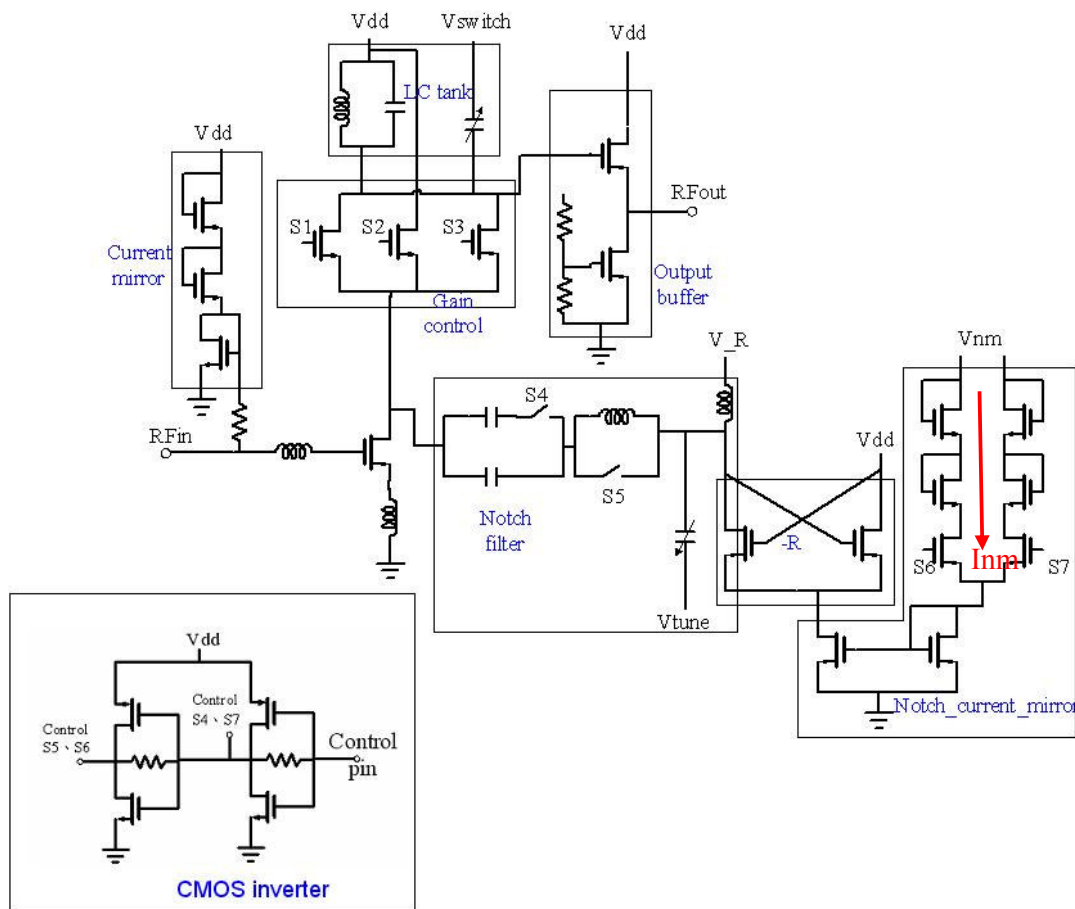 Vdd
Vswitch
LC tank
Vdd
Vdd
Current
mirror
S1
S2
S3
RFout
Gain
control
Output
buffer
V_R
Vnm
RFin
S4
S5
Notch
filter
Vdd
-R
Vtune
S6
Inm
S7
Notch_current_mirror
Vdd
Control
S4、S7
Control
S5、S6
Control
pin
CMOS inverter